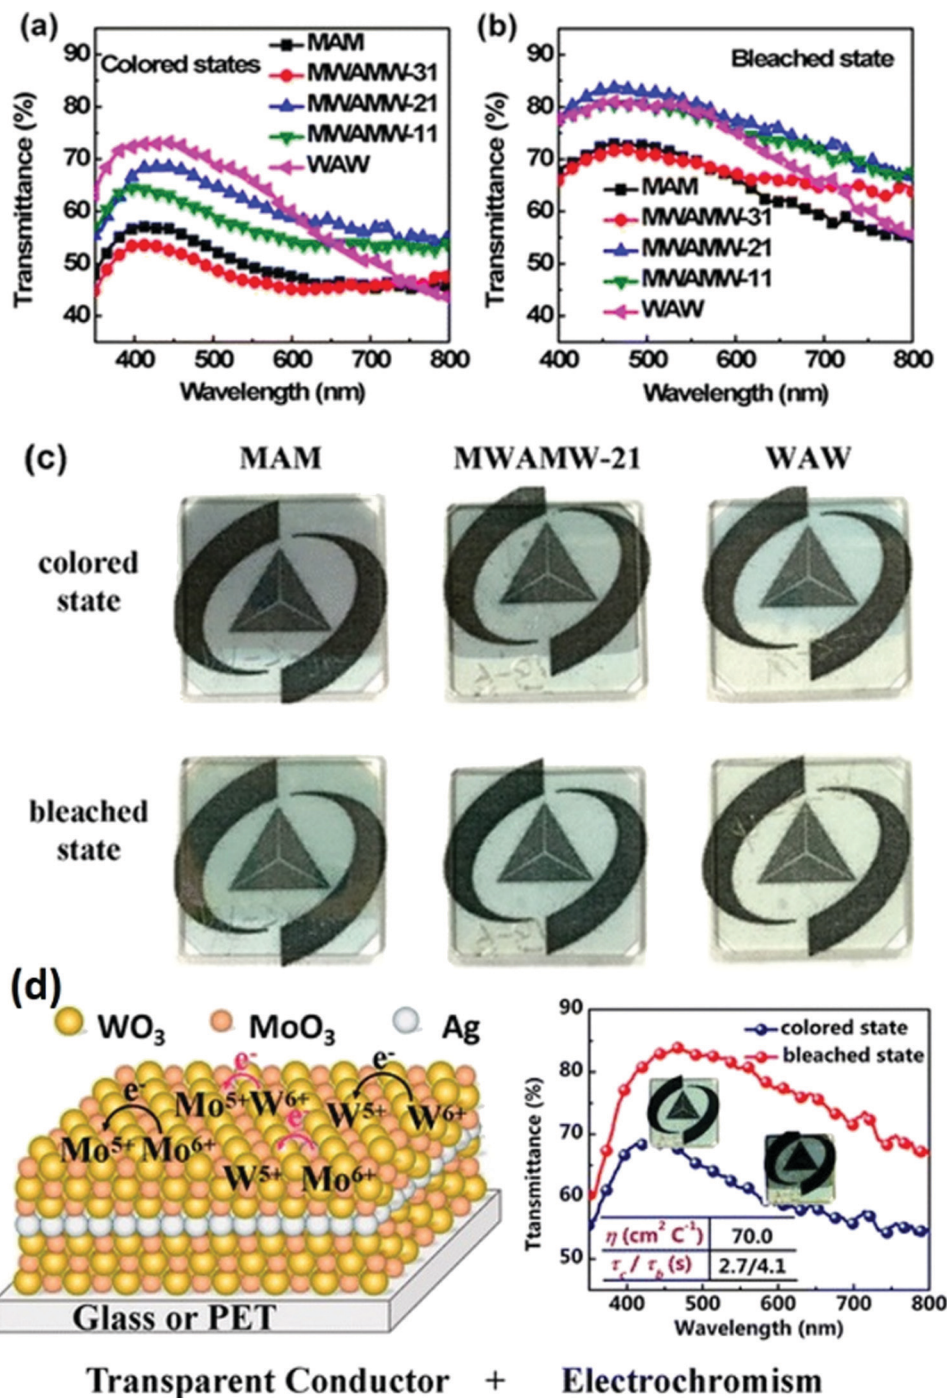 (a)
90
80
70
60
50
40
Transmittance (%)
Colored states
MAM
MWAMW-31
MWAMW-21
MWAMW-11
WAW
400 500 600 700 800
Wavelength (nm)
(b)
90
80
70
60
50
40
Transmittance (%)
Bleached state
MAM
MWAMW-31
MWAMW-21
MWAMW-11
WAW
400 500 600 700 800
Wavelength (nm)
(c)
MAM MWAMW-21 WAW
colored
state
bleached
state
(d)
WO3 MoO3 Ag
e-
e-
e-
e-
Mo5+ W6+
W5+ W6+
Mo5+ Mo6+
W5+ Mo6+
Glass or PET
90
80
70
60
50
Ttansmittance (%)
colored state
bleached state
η (cm2 C-1) 70.0
τc / τb (s) 2.7/4.1
400 500 600 700 800
Wavelength (nm)
Transparent Conductor + Electrochromism